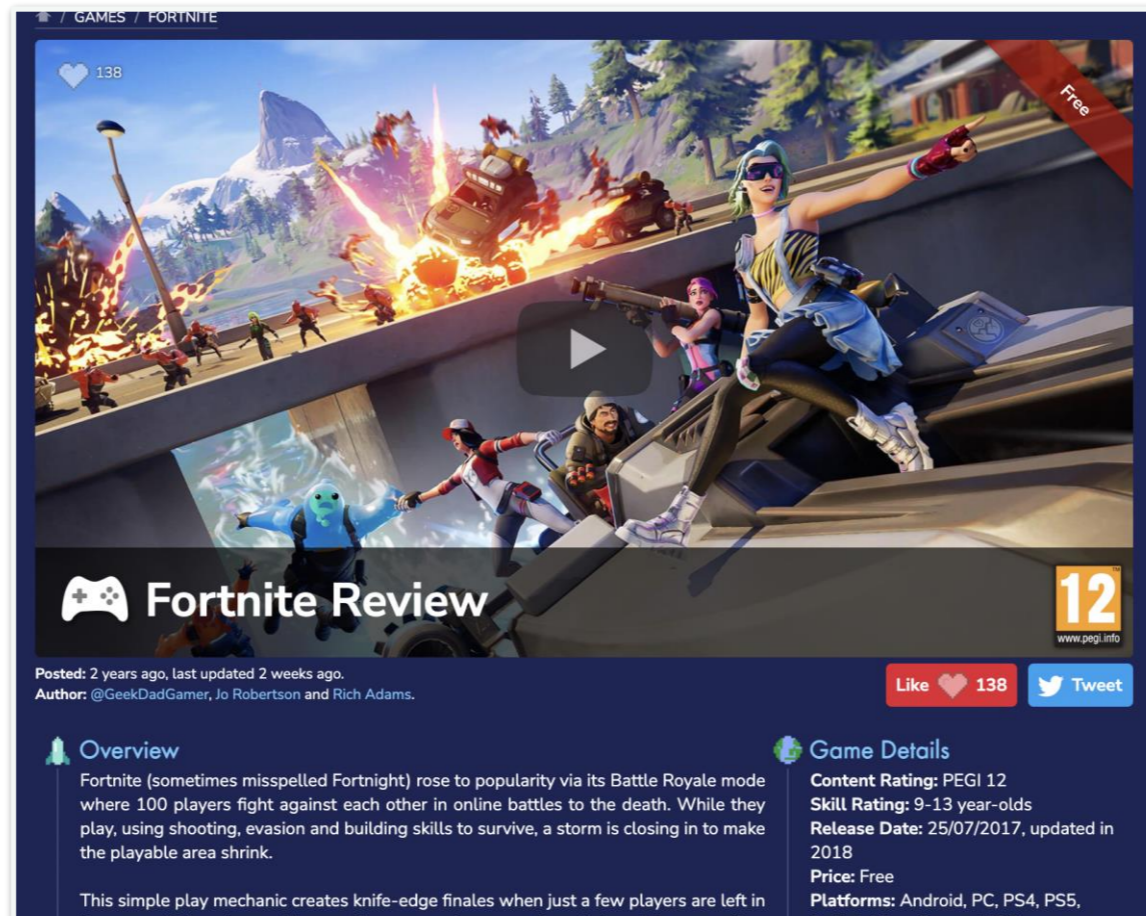 / GAMES / FORTNITE
138
Free
Fortnite Review
12
www.pegi.info
Posted: 2 years ago, last updated 2 weeks ago.
Author: @GeekDadGamer, Jo Robertson and Rich Adams.
Like 138
Tweet
Overview
Fortnite (sometimes misspelled Fortnight) rose to popularity via its Battle Royale mode
where 100 players fight against each other in online battles to the death. While they
play, using shooting, evasion and building skills to survive, a storm is closing in to make
the playable area shrink.
This simple play mechanic creates knife-edge finales when just a few players are left in
Game Details
Content Rating: PEGI 12
Skill Rating: 9-13 year-olds
Release Date: 25/07/2017, updated in
2018
Price: Free
Platforms: Android, PC, PS4, PS5,